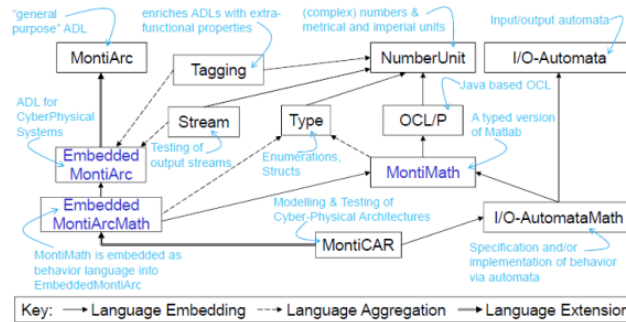 "general
purpose" ADL
enriches ADLs with extra-
functional properties
(complex) numbers &
metrical and imperial units
Input/output automata
MontiArc
Tagging
NumberUnit
I/O-Automata
ADL for
CyberPhysical
Systems
Java based OCL
Stream
Type
OCL/P
A typed version
of Matlab
Testing of
output streams
Enumerations,
Structs
Embedded
MontiArc
MontiMath
Embedded
MontiArcMath
Modelling & Testing of
Cyber-Physical Architectures
I/O-AutomataMath
MontiCAR
MontiMath is embedded as
behavior language into
EmbeddedMontiArc
Specification and/or
implementation of behavior
via automata
Key: Language Embedding Language Aggregation Language Extension